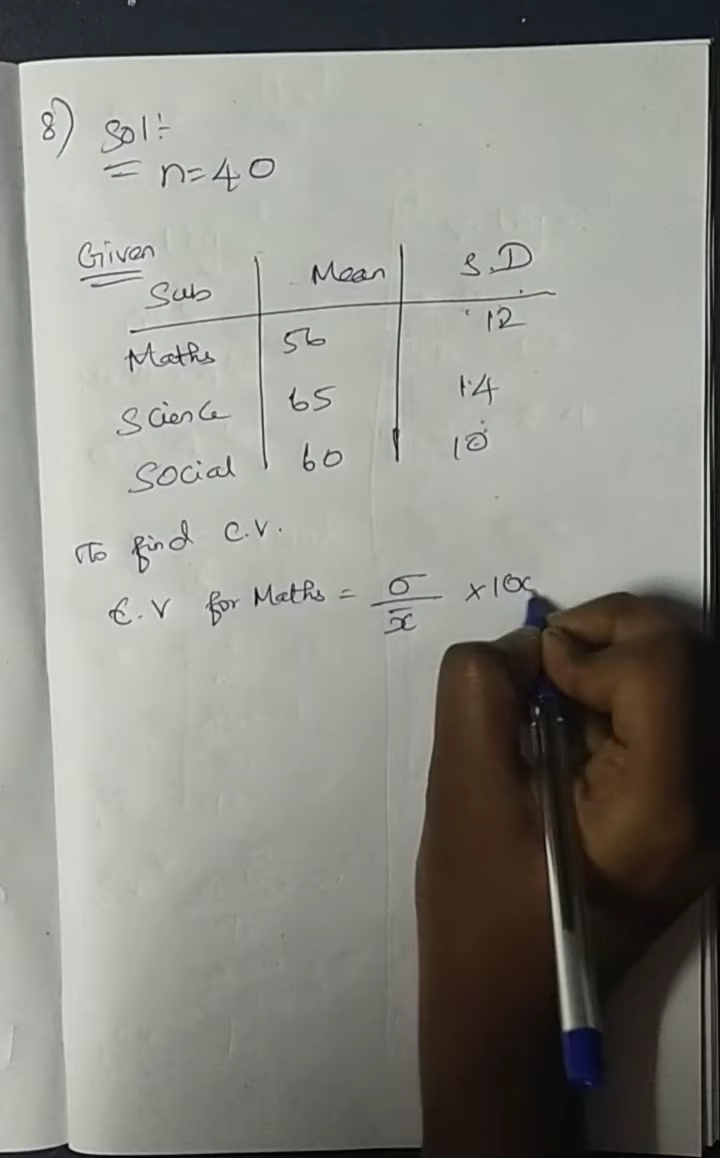 8) Sol:-
n=40
Given
Sub Mean S.D
Maths 56 12
Science 65 14
Social 60 10
To find C.V.
C.V for Maths = σ/x̄ ×100